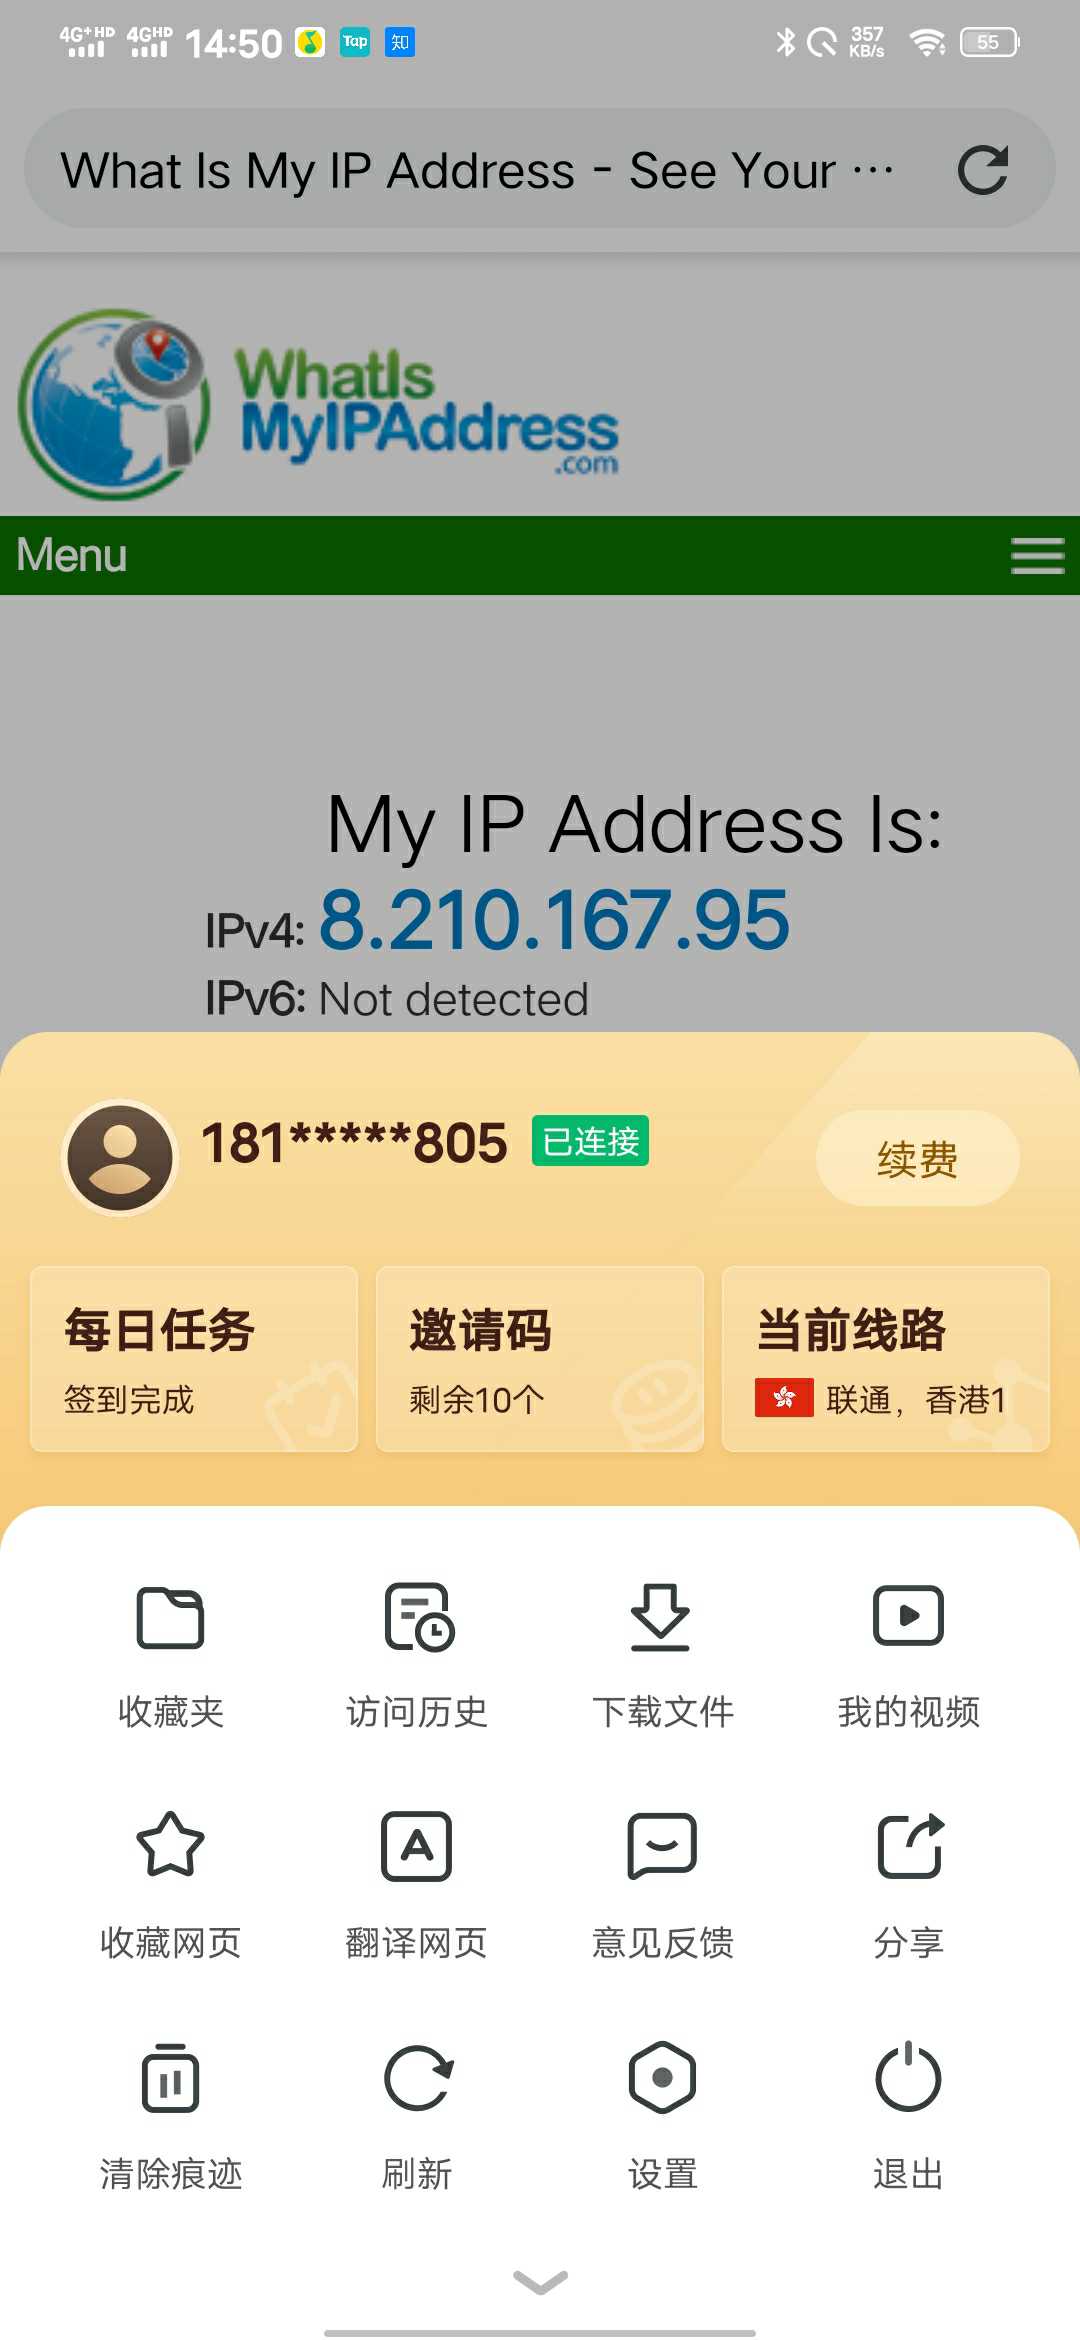 4G+HD 4GHD 14:50 Tap 知 357 KB/s 55
What Is My IP Address - See Your ···
WhatIs
MyIPAddress
.com
Menu
My IP Address Is:
IPv4: 8.210.167.95
IPv6: Not detected
181*****805 已连接 续费
每日任务 邀请码 当前线路
签到完成 剩余10个 联通，香港1
收藏夹 访问历史 下载文件 我的视频
收藏网页 翻译网页 意见反馈 分享
清除痕迹 刷新 设置 退出